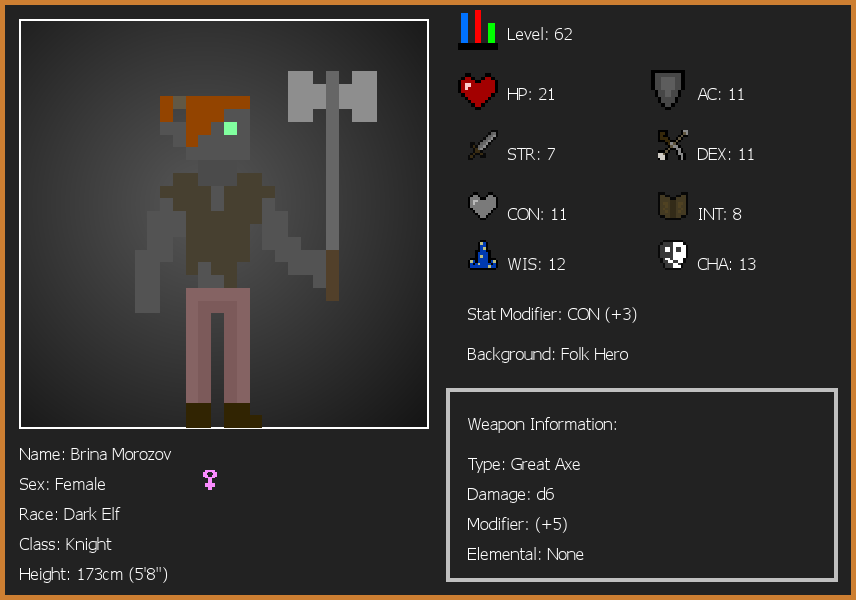 Level: 62
HP: 21
AC: 11
STR: 7
DEX: 11
CON: 11
INT: 8
WIS: 12
CHA: 13
Stat Modifier: CON (+3)
Background: Folk Hero
Weapon Information:
Type: Great Axe
Damage: d6
Modifier: (+5)
Elemental: None
Name: Brina Morozov
Sex: Female
Race: Dark Elf
Class: Knight
Height: 173cm (5'8")